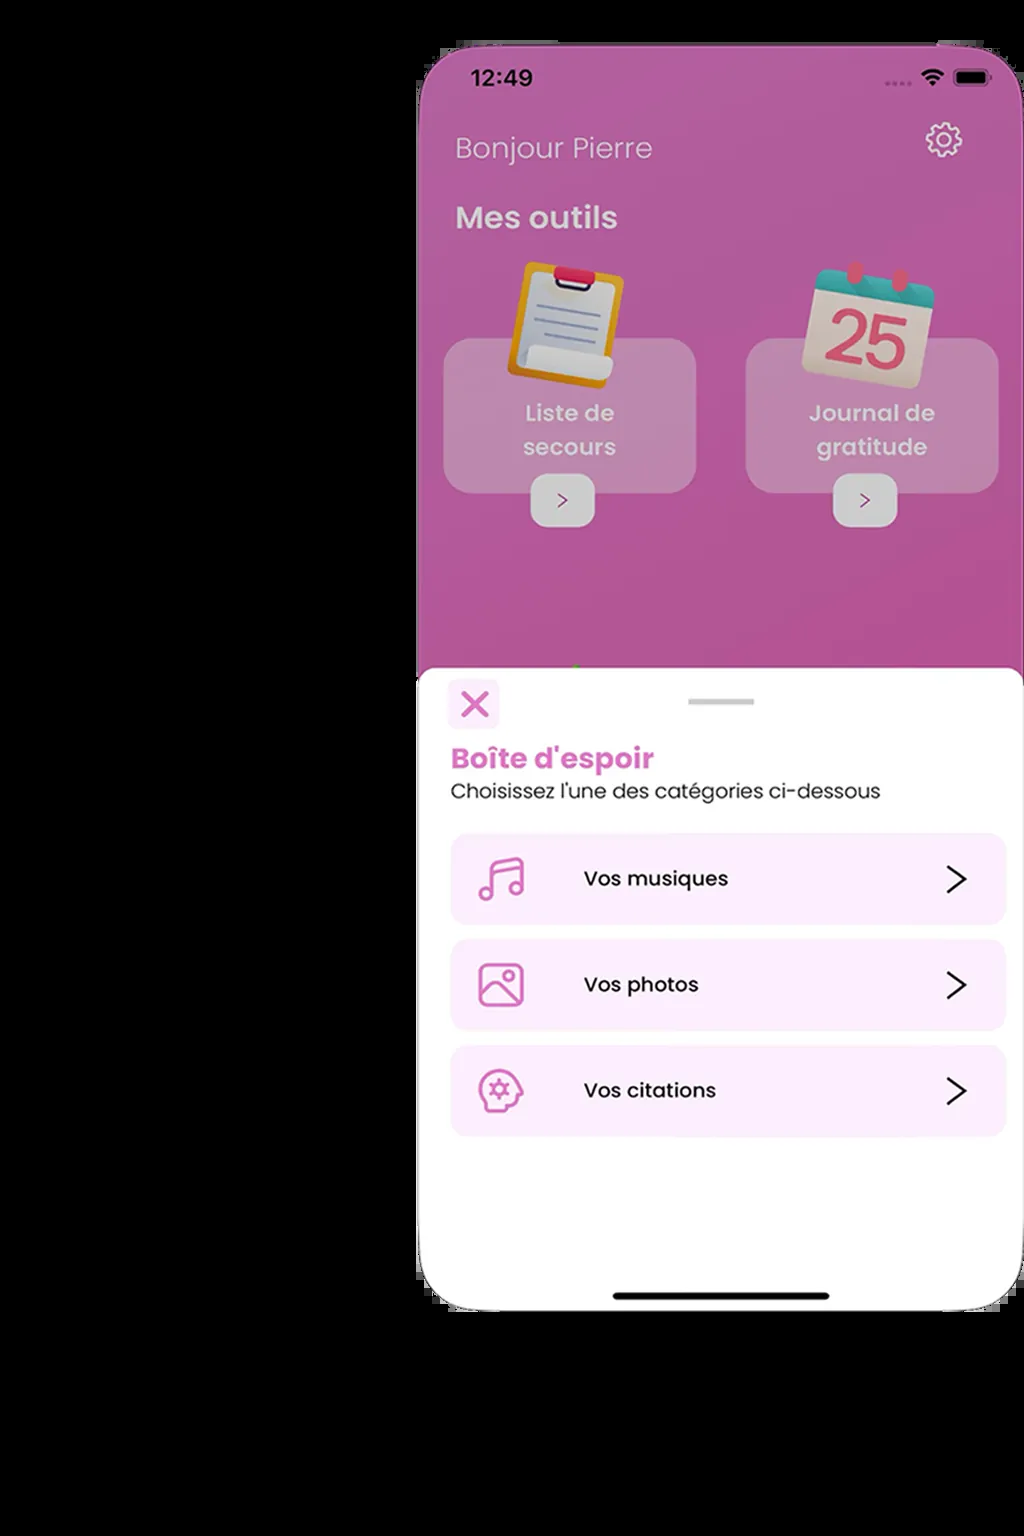 12:49
Bonjour Pierre
Mes outils
25
Liste de
secours
Journal de
gratitude
Boîte d'espoir
Choisissez l'une des catégories ci-dessous
Vos musiques
Vos photos
Vos citations